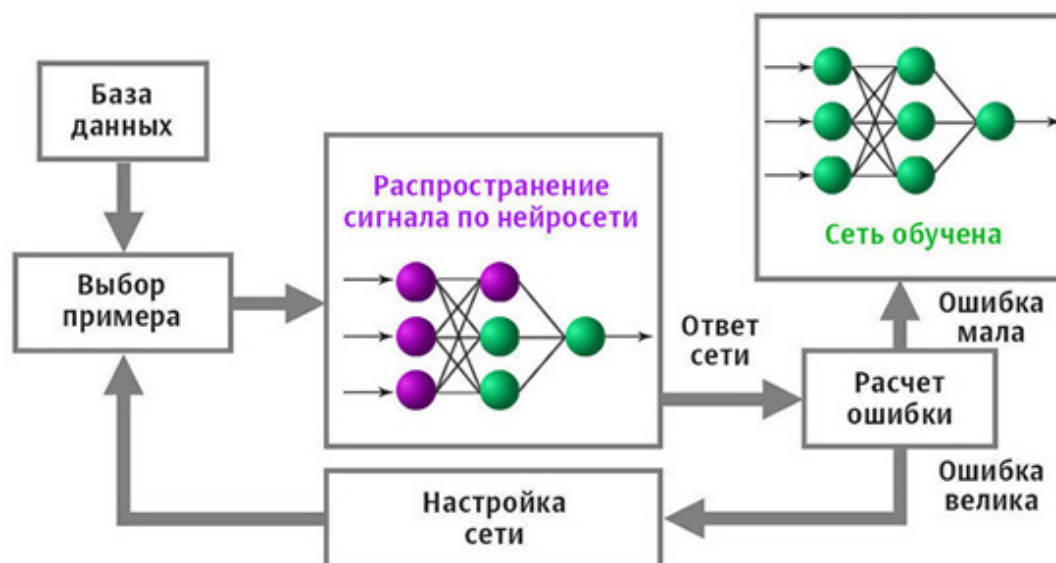 База
данных
Выбор
примера
Распространение
сигнала по нейросети
Ответ
сети
Сеть обучена
Ошибка
мала
Расчет
ошибки
Ошибка
велика
Настройка
сети